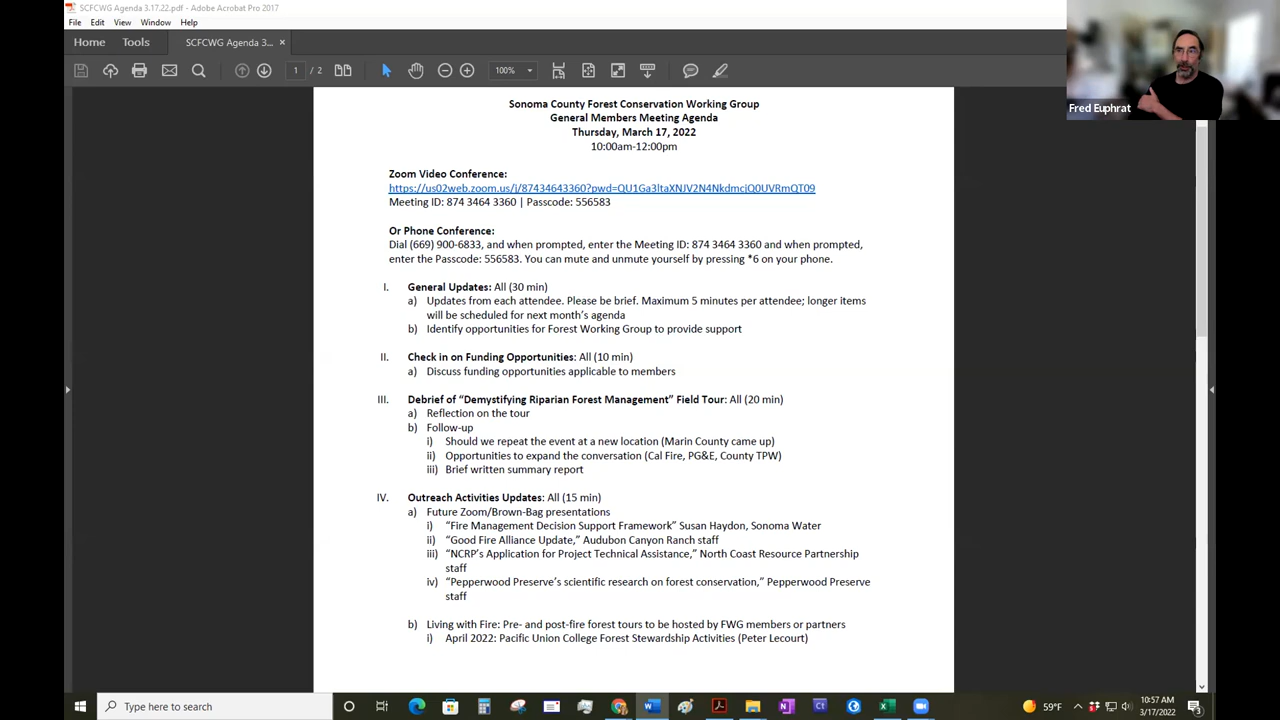 SCFCWG Agenda 3.17.22.pdf - Adobe Acrobat Pro 2017
File Edit View Window Help
Home Tools SCFCWG Agenda 3... ×
1 / 2 100%
Fred Euphrat
Sonoma County Forest Conservation Working Group
General Members Meeting Agenda
Thursday, March 17, 2022
10:00am-12:00pm
Zoom Video Conference:
https://us02web.zoom.us/j/87434643360?pwd=QU1Ga3ltaXNJV2N4NkdmcjQ0UVRmQT09
Meeting ID: 874 3464 3360 | Passcode: 556583
Or Phone Conference:
Dial (669) 900-6833, and when prompted, enter the Meeting ID: 874 3464 3360 and when prompted,
enter the Passcode: 556583. You can mute and unmute yourself by pressing *6 on your phone.
I. General Updates: All (30 min)
a) Updates from each attendee. Please be brief. Maximum 5 minutes per attendee; longer items
will be scheduled for next month's agenda
b) Identify opportunities for Forest Working Group to provide support
II. Check in on Funding Opportunities: All (10 min)
a) Discuss funding opportunities applicable to members
III. Debrief of "Demystifying Riparian Forest Management" Field Tour: All (20 min)
a) Reflection on the tour
b) Follow-up
i) Should we repeat the event at a new location (Marin County came up)
ii) Opportunities to expand the conversation (Cal Fire, PG&E, County TPW)
iii) Brief written summary report
IV. Outreach Activities Updates: All (15 min)
a) Future Zoom/Brown-Bag presentations
i) "Fire Management Decision Support Framework" Susan Haydon, Sonoma Water
ii) "Good Fire Alliance Update," Audubon Canyon Ranch staff
iii) "NCRP's Application for Project Technical Assistance," North Coast Resource Partnership
staff
iv) "Pepperwood Preserve's scientific research on forest conservation," Pepperwood Preserve
staff
b) Living with Fire: Pre- and post-fire forest tours to be hosted by FWG members or partners
i) April 2022: Pacific Union College Forest Stewardship Activities (Peter Lecourt)
Type here to search
59°F
10:57 AM
3/17/2022
3